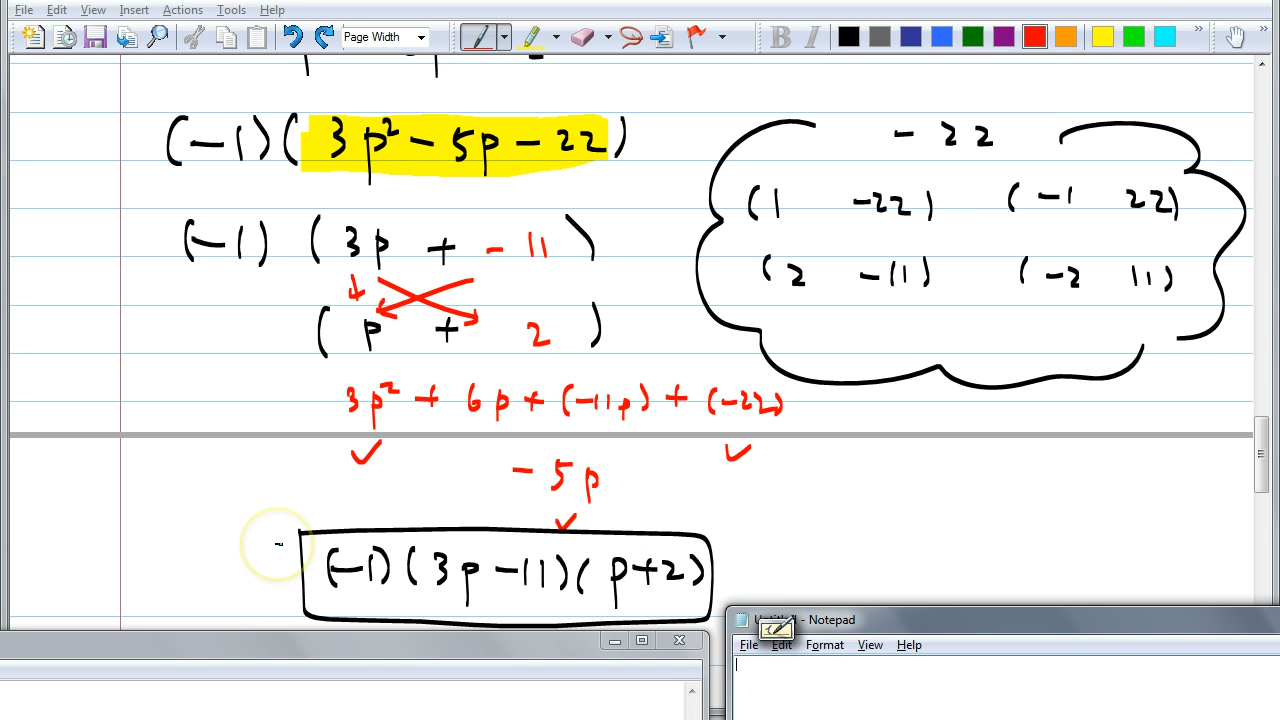 File Edit View Insert Actions Tools Help
Page Width B I
(-1)(3p²-5p-22)
(-1) (3p + -11)
(p + 2)
3p² + 6p + (-11p) + (-22)
-5p
(-1)(3p-11)(p+2)
-22
(1 -22) (-1 22)
(2 -11) (-2 11)
- Notepad
File Edit Format View Help